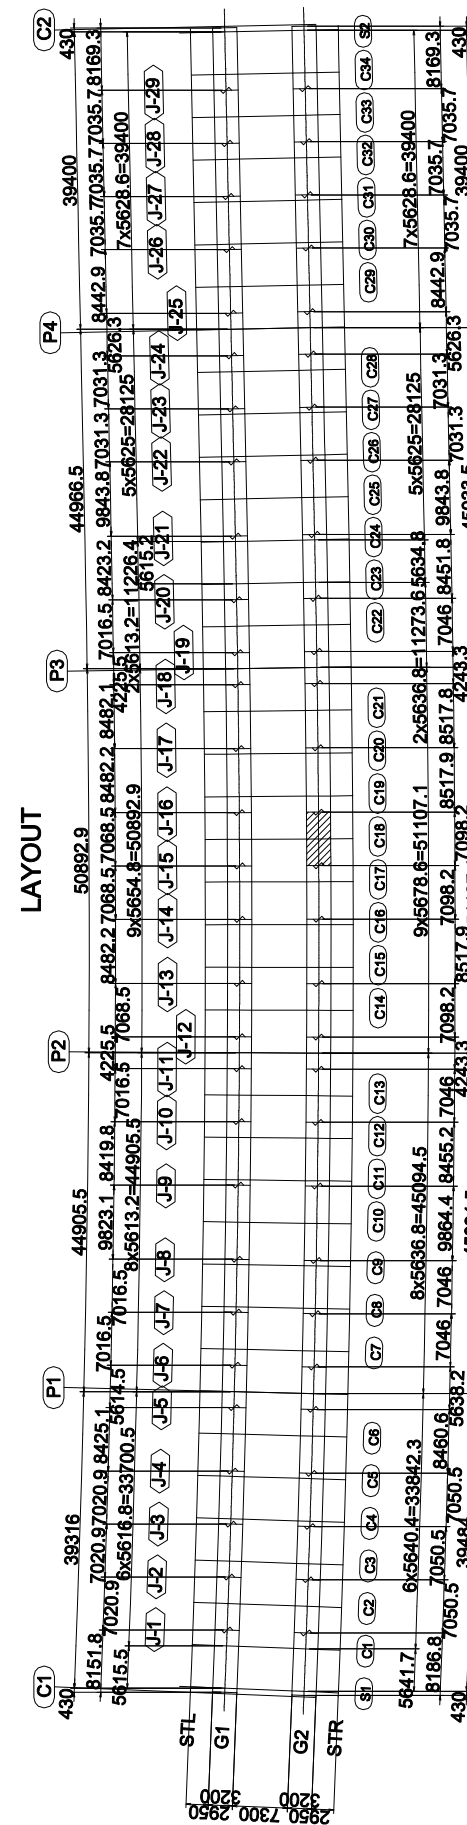 LAYOUT
C1 P1 P2 P3 P4 C2
430 39316 44905.5 50892.9 44966.5 39400 430
8151.8 7020.9 7020.9 7020.9 8425.1 5614.5 7016.5 7016.5 9823.1 8419.8 7016.5 4225.5 7068.5 8482.2 7068.5 7068.5 8482.2 8482.1 4225.5 7016.5 8423.2 9843.8 7031.3 7031.3 5626.3 8442.9 7035.7 7035.7 7035.7 8169.3
5615.5 6x5616.8=33700.5 8x5613.2=44905.5 9x5654.8=50892.9 2x5613.2=11226.4 5615.2 5x5625=28125 7x5628.6=39400
J-1 J-2 J-3 J-4 J-5 J-6 J-7 J-8 J-9 J-10 J-11 J-12 J-13 J-14 J-15 J-16 J-17 J-18 J-19 J-20 J-21 J-22 J-23 J-24 J-25 J-26 J-27 J-28 J-29
STL
G1
G2
STR
2950 3200 7300 3200 2950
S1 C1 C2 C3 C4 C5 C6 C7 C8 C9 C10 C11 C12 C13 C14 C15 C16 C17 C18 C19 C20 C21 C22 C23 C24 C25 C26 C27 C28 C29 C30 C31 C32 C33 C34 S2
5641.7 6x5640.4=33842.3 8x5636.8=45094.5 9x5678.6=51107.1 2x5636.8=11273.6 5634.8 5x5625=28125 7x5628.6=39400
430 8186.8 7050.5 7050.5 7050.5 8460.6 5638.2 7046 7046 9864.4 8455.2 7046 4243.3 7098.2 8517.9 7098.2 7098.2 8517.9 8517.8 4243.3 7046 8451.8 9843.8 7031.3 7031.3 5626.3 8442.9 7035.7 7035.7 7035.7 8169.3 430
39400